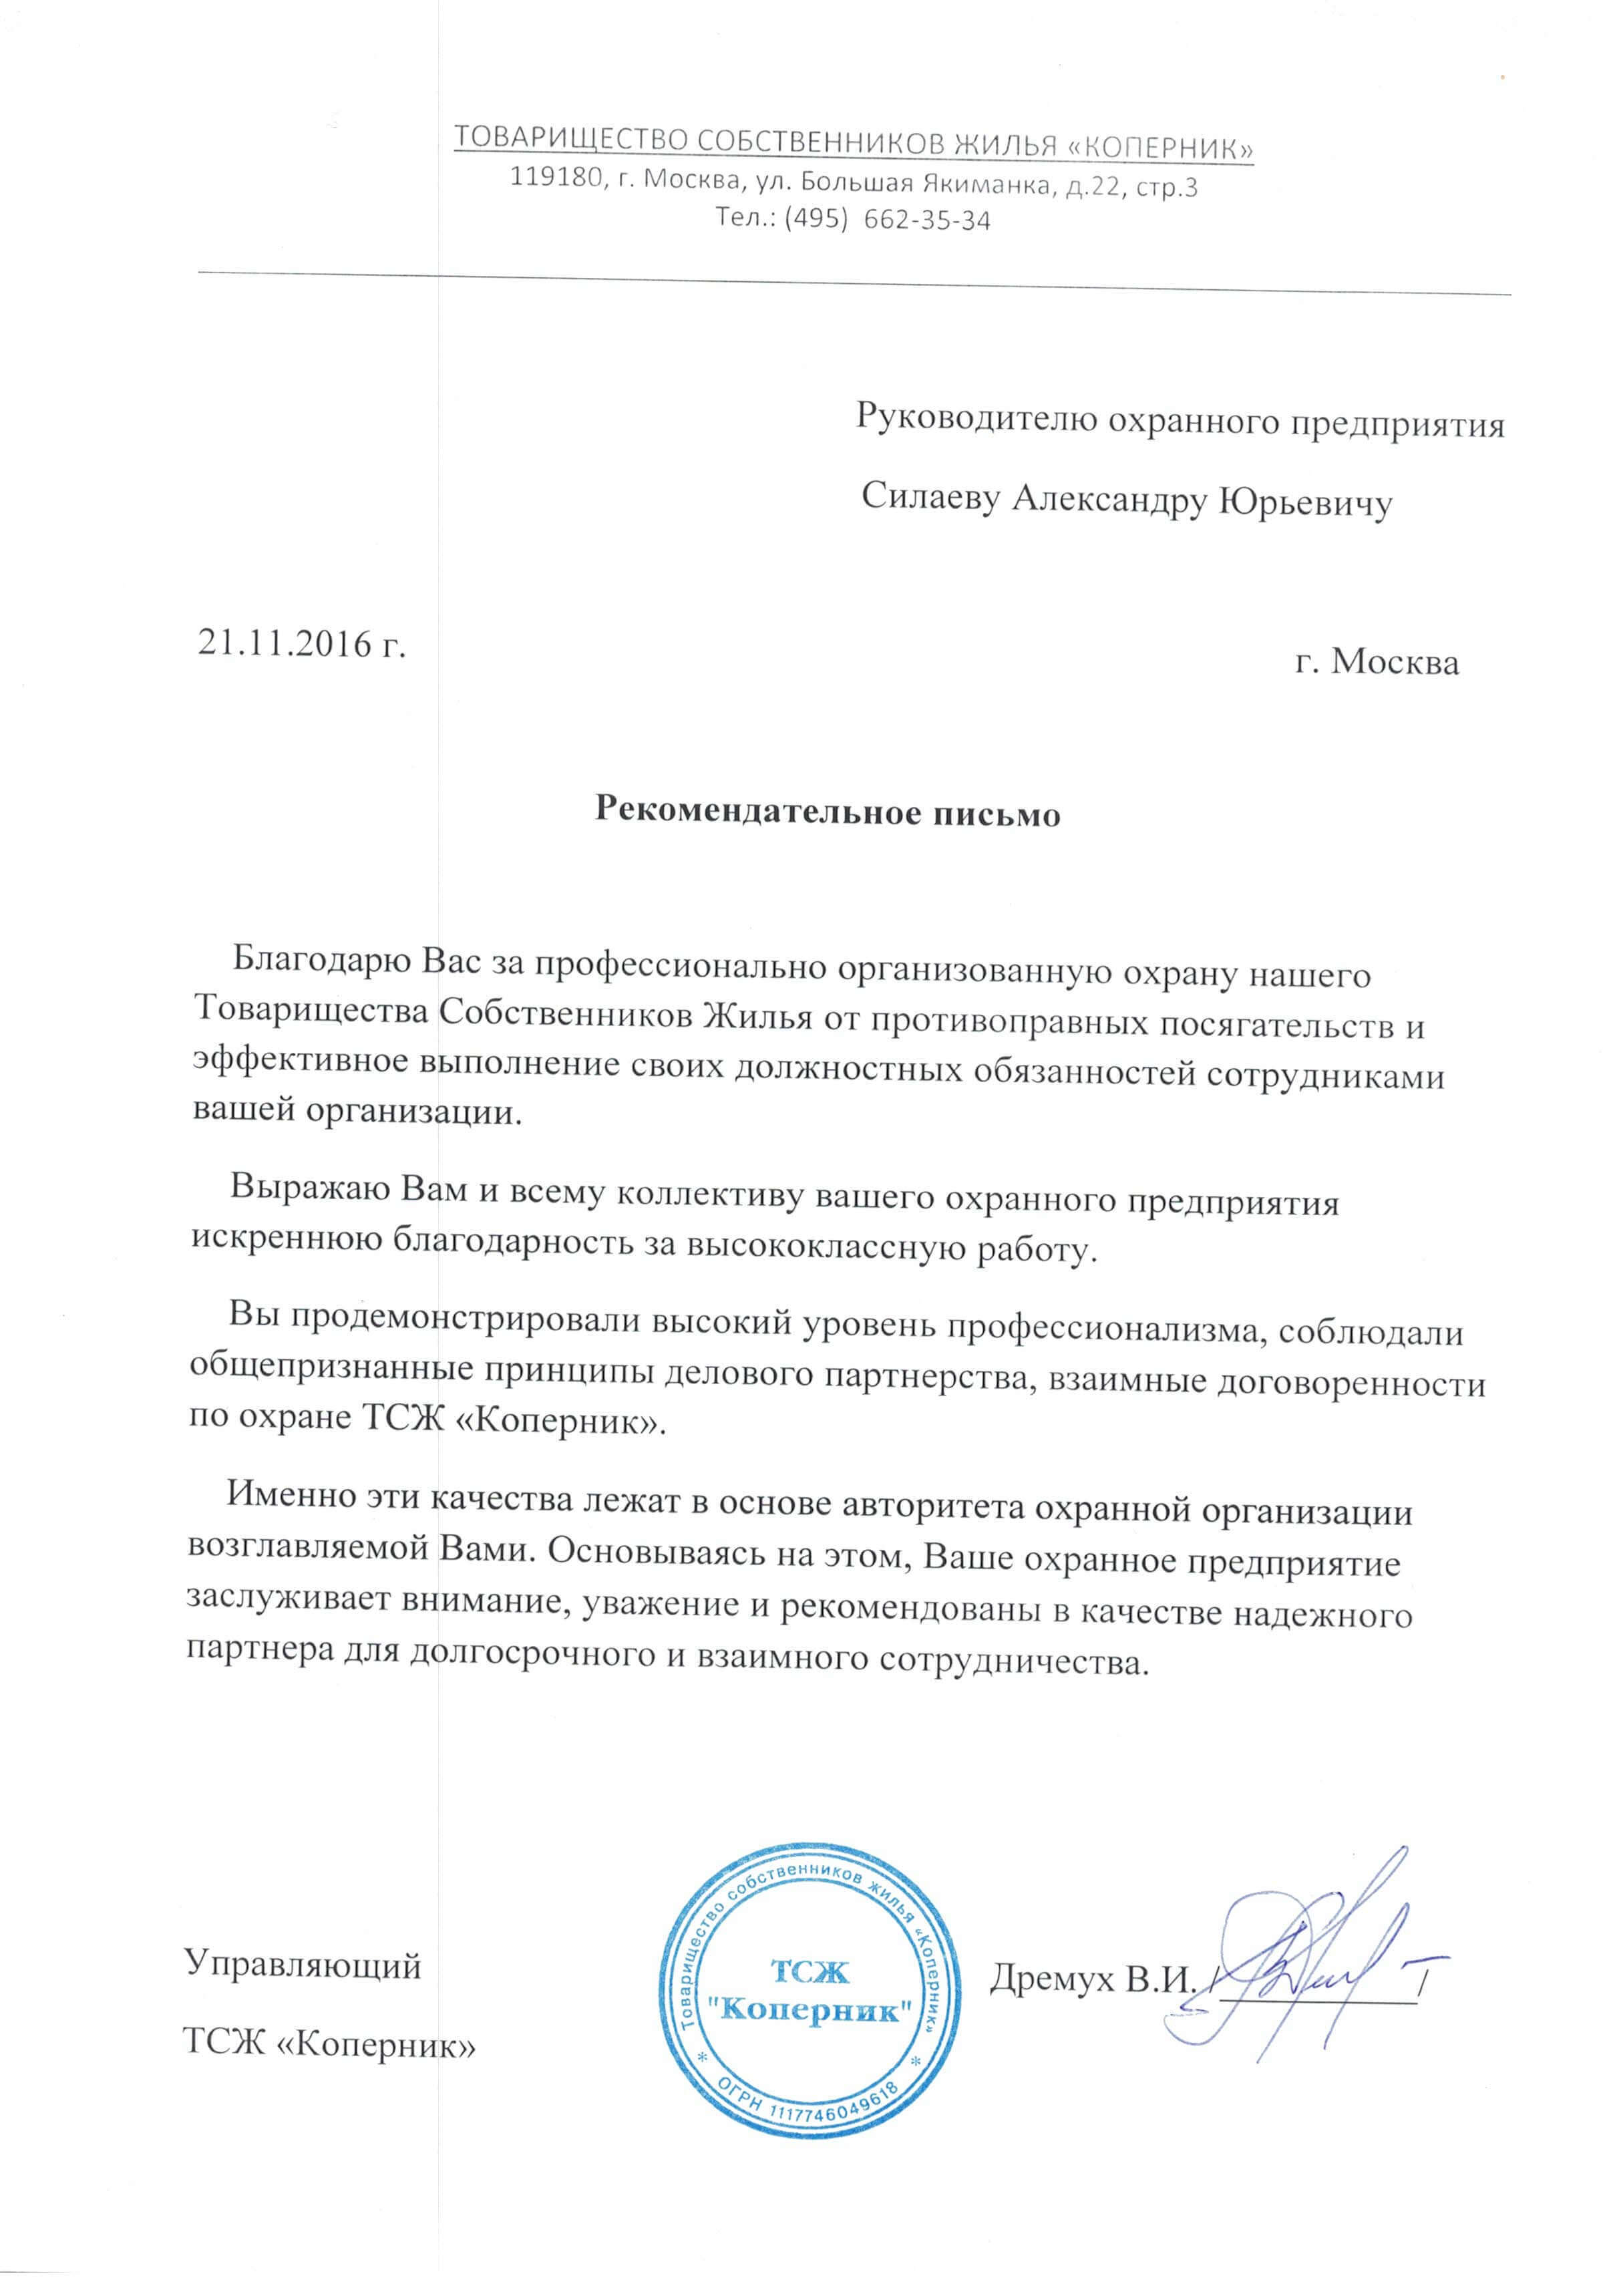 ТОВАРИЩЕСТВО СОБСТВЕННИКОВ ЖИЛЬЯ «КОПЕРНИК»
119180, г. Москва, ул. Большая Якиманка, д.22, стр.3
Тел.: (495) 662-35-34
Руководителю охранного предприятия
Силаеву Александру Юрьевичу
21.11.2016 г.
г. Москва
Рекомендательное письмо
Благодарю Вас за профессионально организованную охрану нашего
Товарищества Собственников Жилья от противоправных посягательств и
эффективное выполнение своих должностных обязанностей сотрудниками
вашей организации.
Выражаю Вам и всему коллективу вашего охранного предприятия
искреннюю благодарность за высококлассную работу.
Вы продемонстрировали высокий уровень профессионализма, соблюдали
общепризнанные принципы делового партнерства, взаимные договоренности
по охране ТСЖ «Коперник».
Именно эти качества лежат в основе авторитета охранной организации
возглавляемой Вами. Основываясь на этом, Ваше охранное предприятие
заслуживает внимание, уважение и рекомендованы в качестве надежного
партнера для долгосрочного и взаимного сотрудничества.
Управляющий
ТСЖ «Коперник»
Товарищество собственников жилья «Коперник»
ТСЖ
"Коперник"
* ОГРН 1117746049618 *
Дремух В.И. /__________/